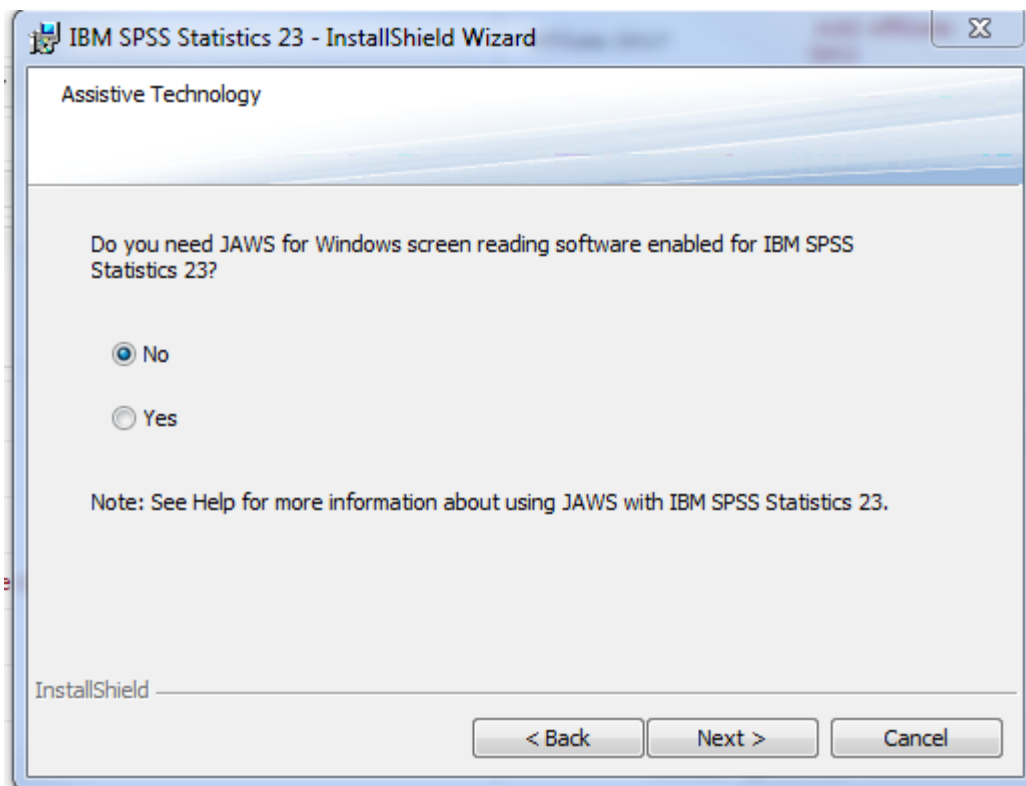 IBM SPSS Statistics 23 - InstallShield Wizard
Assistive Technology
Do you need JAWS for Windows screen reading software enabled for IBM SPSS
Statistics 23?
No
Yes
Note: See Help for more information about using JAWS with IBM SPSS Statistics 23.
InstallShield
< Back
Next >
Cancel